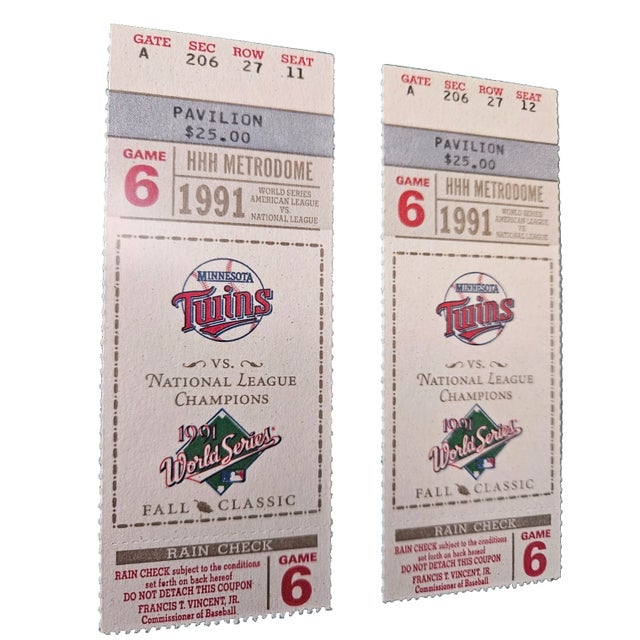 GATE SEC ROW SEAT
A 206 27 11
PAVILION
$25.00
GAME
6
HHH METRODOME
1991
WORLD SERIES
AMERICAN LEAGUE
VS.
NATIONAL LEAGUE
MINNESOTA
Twins
VS.
NATIONAL LEAGUE
CHAMPIONS
1991
World Series
FALL CLASSIC
RAIN CHECK
RAIN CHECK subject to the conditions
set forth on back hereof
DO NOT DETACH THIS COUPON
FRANCIS T. VINCENT, JR.
Commissioner of Baseball
GAME
6
GATE SEC ROW SEAT
A 206 27 12
PAVILION
$25.00
GAME
6
HHH METRODOME
1991
WORLD SERIES
AMERICAN LEAGUE
VS.
NATIONAL LEAGUE
MINNESOTA
Twins
VS.
NATIONAL LEAGUE
CHAMPIONS
1991
World Series
FALL CLASSIC
RAIN CHECK
RAIN CHECK subject to the conditions
set forth on back hereof
DO NOT DETACH THIS COUPON
FRANCIS T. VINCENT, JR.
Commissioner of Baseball
GAME
6